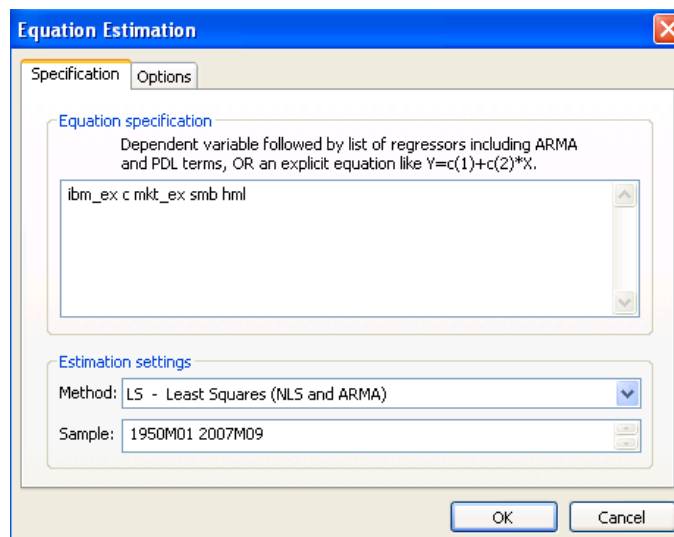 Equation Estimation
Specification Options
Equation specification
Dependent variable followed by list of regressors including ARMA
and PDL terms, OR an explicit equation like Y=c(1)+c(2)*X.
ibm_ex c mkt_ex smb hml
Estimation settings
Method: LS - Least Squares (NLS and ARMA)
Sample: 1950M01 2007M09
OK Cancel